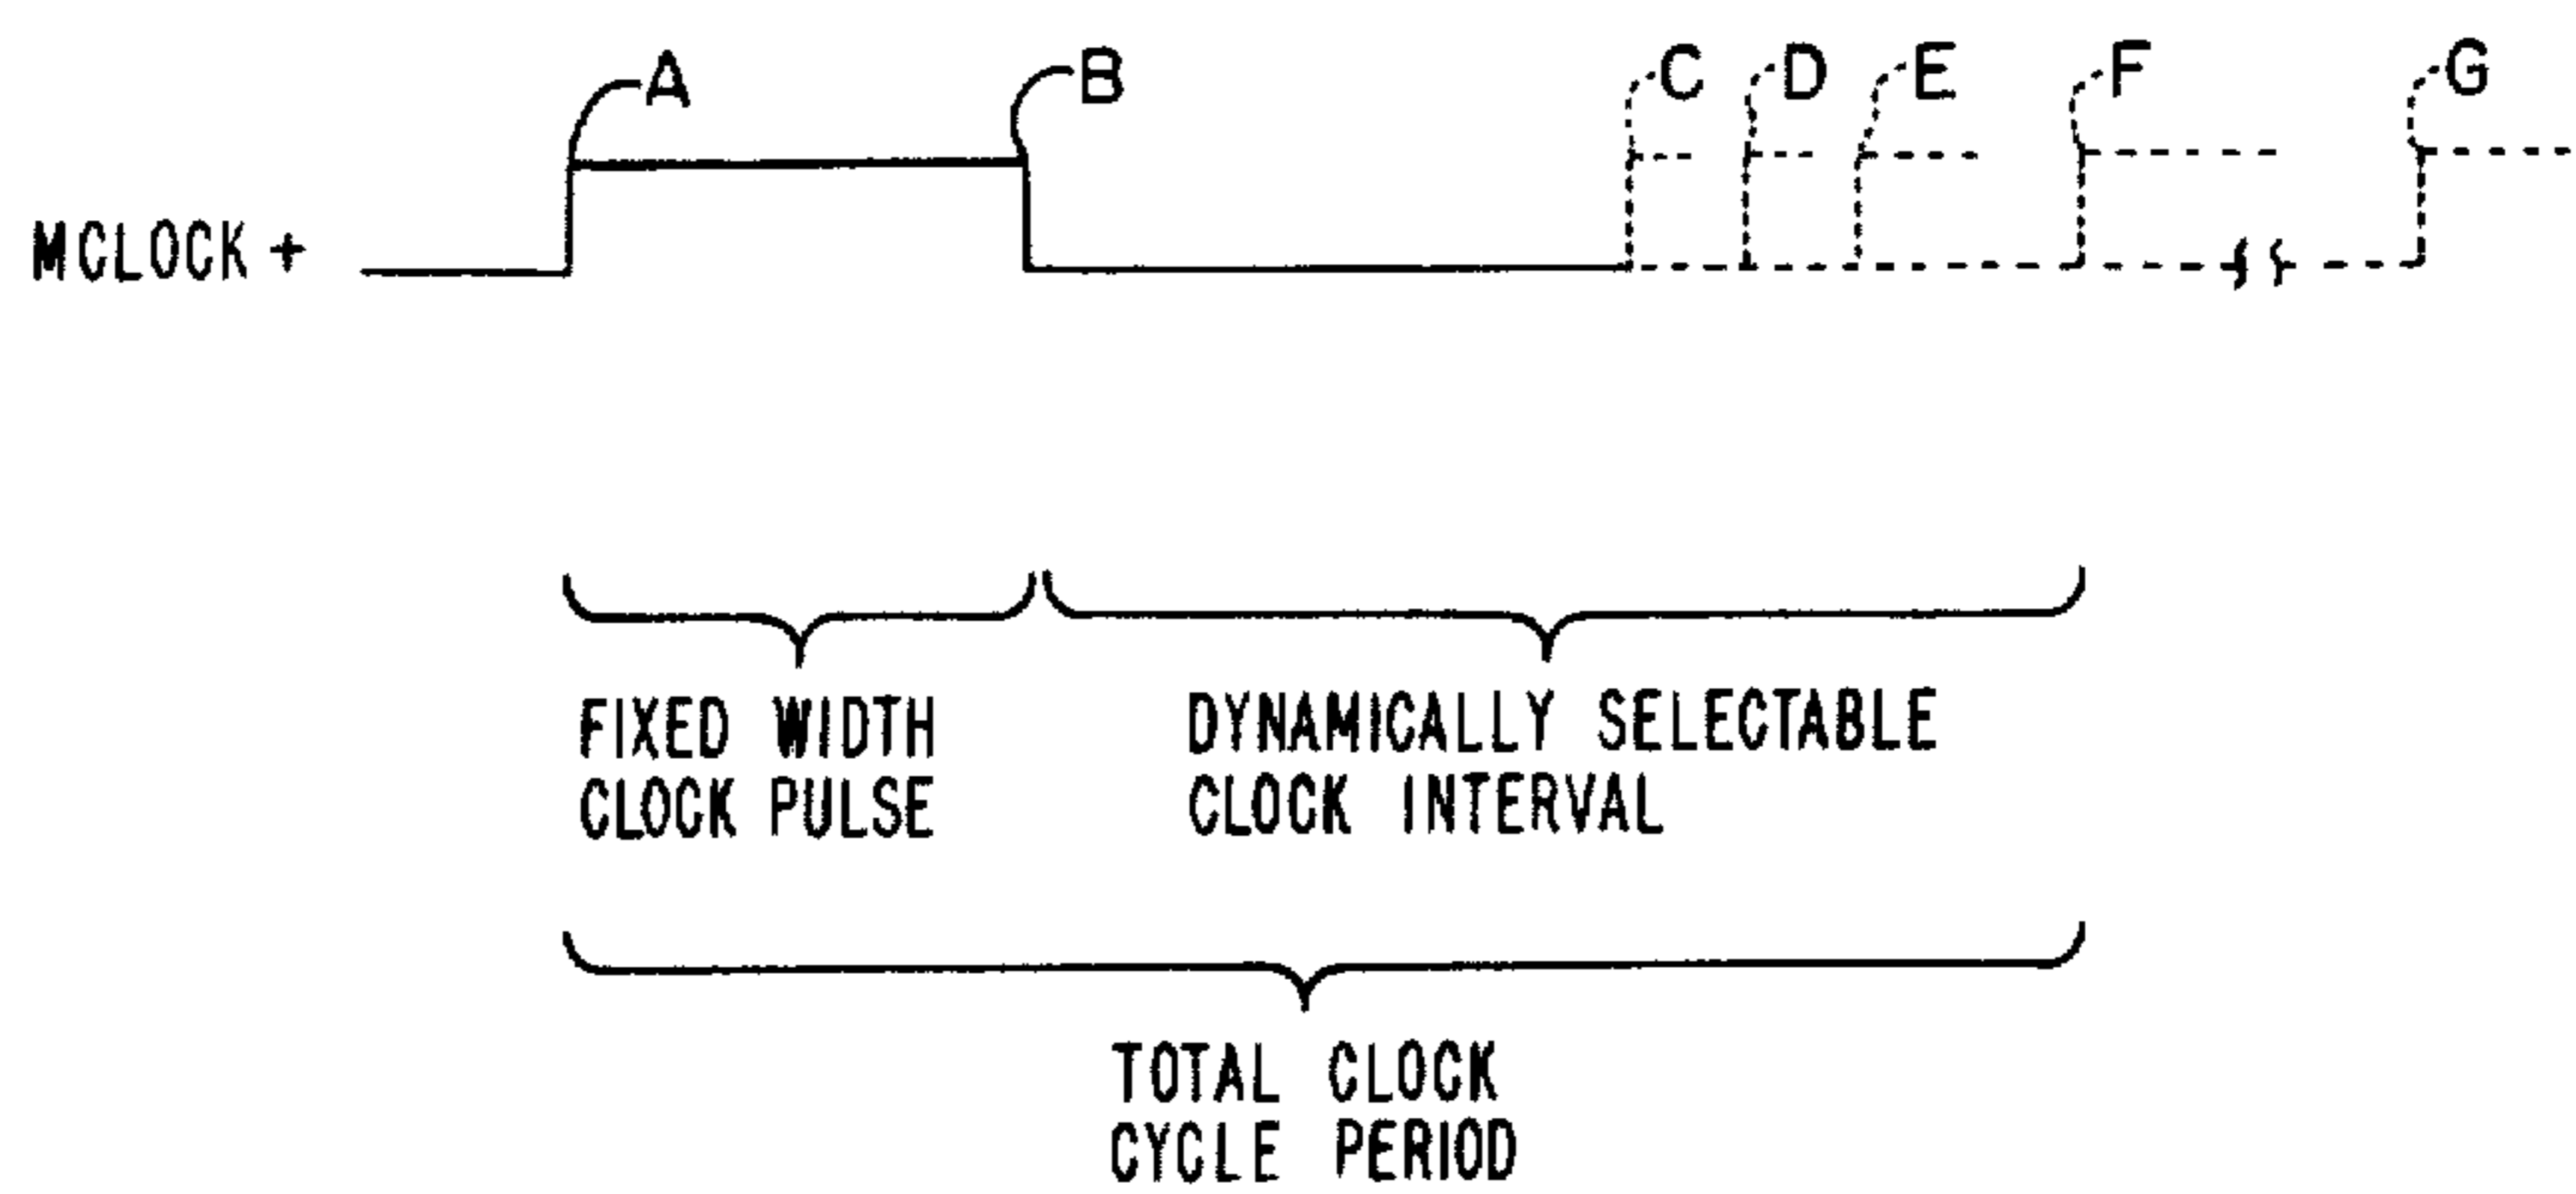 A B C D E F G
MCLOCK +
FIXED WIDTH
CLOCK PULSE
DYNAMICALLY SELECTABLE
CLOCK INTERVAL
TOTAL CLOCK
CYCLE PERIOD